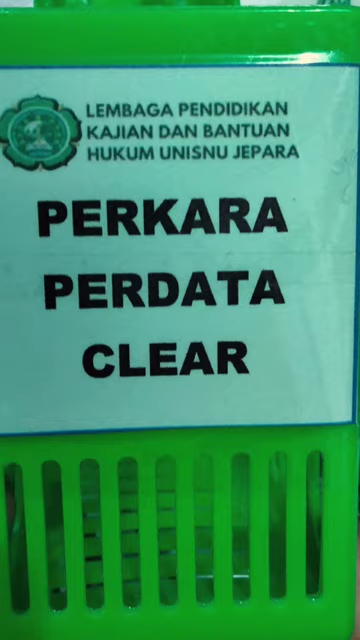 LEMBAGA PENDIDIKAN
KAJIAN DAN BANTUAN
HUKUM UNISNU JEPARA
PERKARA
PERDATA
CLEAR